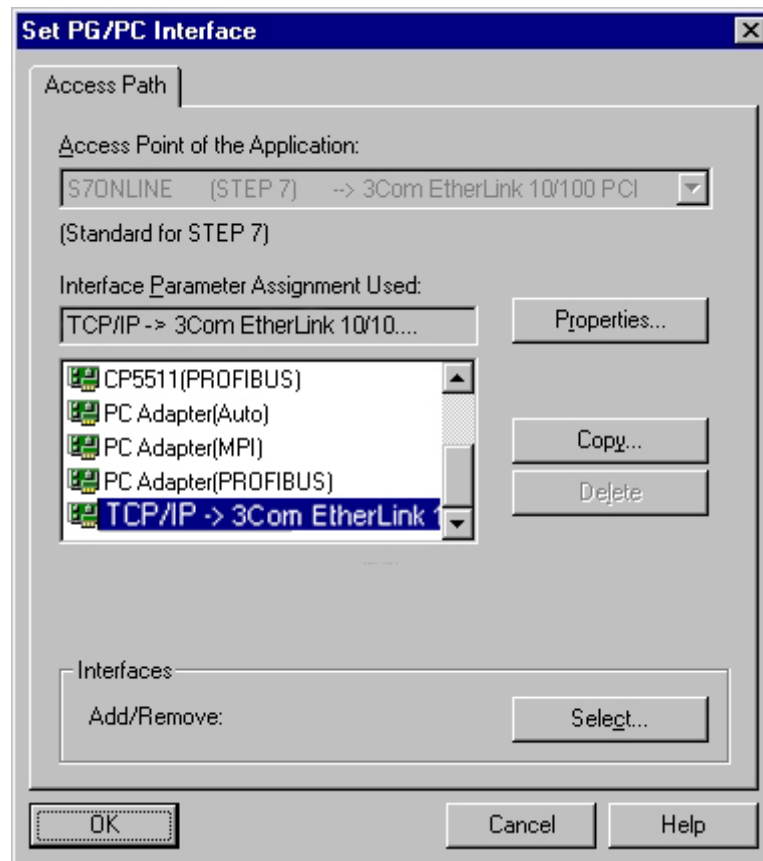 Set PG/PC Interface
Access Path
Access Point of the Application:
S7ONLINE (STEP 7) --> 3Com EtherLink 10/100 PCI
(Standard for STEP 7)
Interface Parameter Assignment Used:
TCP/IP -> 3Com EtherLink 10/10....
Properties...
CP5511(PROFIBUS)
PC Adapter(Auto)
PC Adapter(MPI)
PC Adapter(PROFIBUS)
TCP/IP -> 3Com EtherLink 1
Copy...
Delete
Interfaces
Add/Remove:
Select...
OK
Cancel
Help